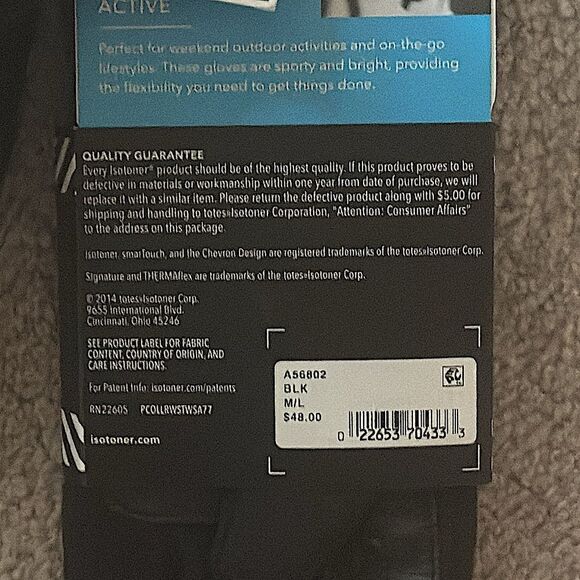 ACTIVE
Perfect for weekend outdoor activities and on-the-go
lifestyles. These gloves are sporty and bright, providing
the flexibility you need to get things done.
QUALITY GUARANTEE
Every Isotoner® product should be of the highest quality. If this product proves to be
defective in materials or workmanship within one year from date of purchase, we will
replace it with a similar item. Please return the defective product along with $5.00 for
shipping and handling to totes»Isotoner Corporation, "Attention: Consumer Affairs"
to the address on this package.
Isotoner, smarTouch, and the Chevron Design are registered trademarks of the totes»Isotoner Corp.
Signature and THERMAflex are trademarks of the totes»Isotoner Corp.
© 2014 totes»Isotoner Corp.
9655 International Blvd.
Cincinnati, Ohio 45246
SEE PRODUCT LABEL FOR FABRIC
CONTENT, COUNTRY OF ORIGIN, AND
CARE INSTRUCTIONS.
For Patent Info: isotoner.com/patents
RN22605 PCOLLRWSTWSA77
isotoner.com
A56802
BLK
M/L
$48.00
0 22653 70433 3